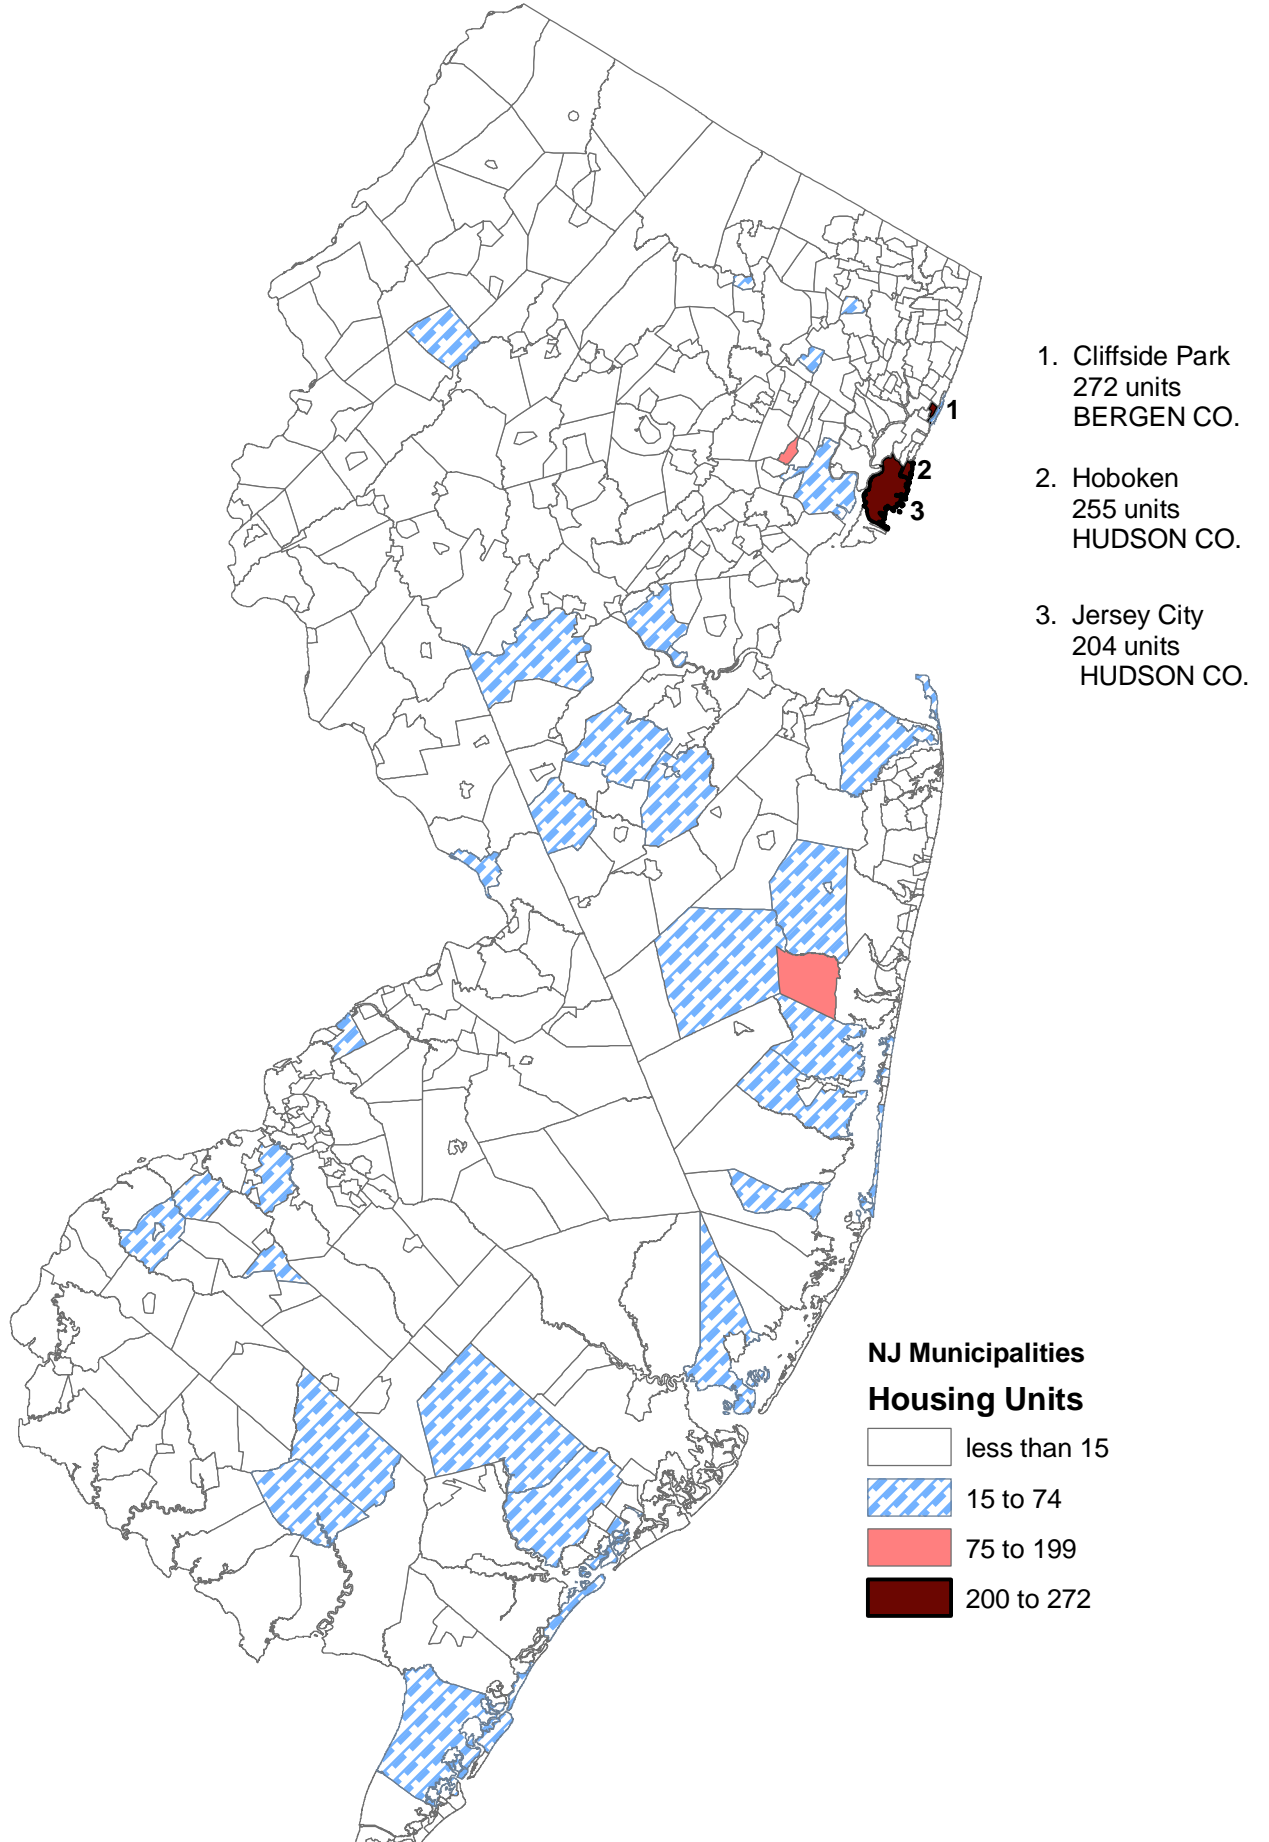 1. Cliffside Park
272 units
BERGEN CO.
1
2. Hoboken
255 units
HUDSON CO.
2
3
3. Jersey City
204 units
HUDSON CO.
NJ Municipalities
Housing Units
less than 15
15 to 74
75 to 199
200 to 272